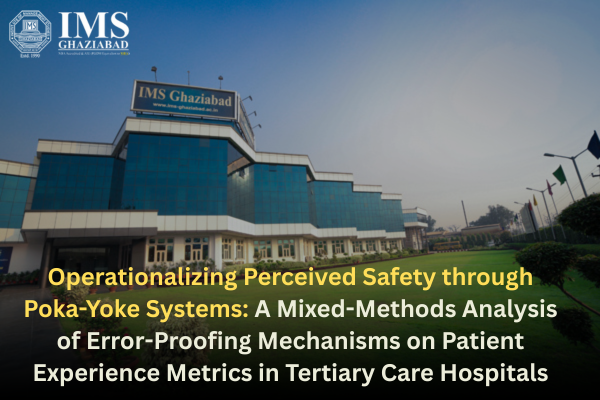 IMS
GHAZIABAD
Estd. 1990
IMS Ghaziabad
www.ims-ghaziabad.ac.in
Operationalizing Perceived Safety through
Poka-Yoke Systems: A Mixed-Methods Analysis
of Error-Proofing Mechanisms on Patient
Experience Metrics in Tertiary Care Hospitals